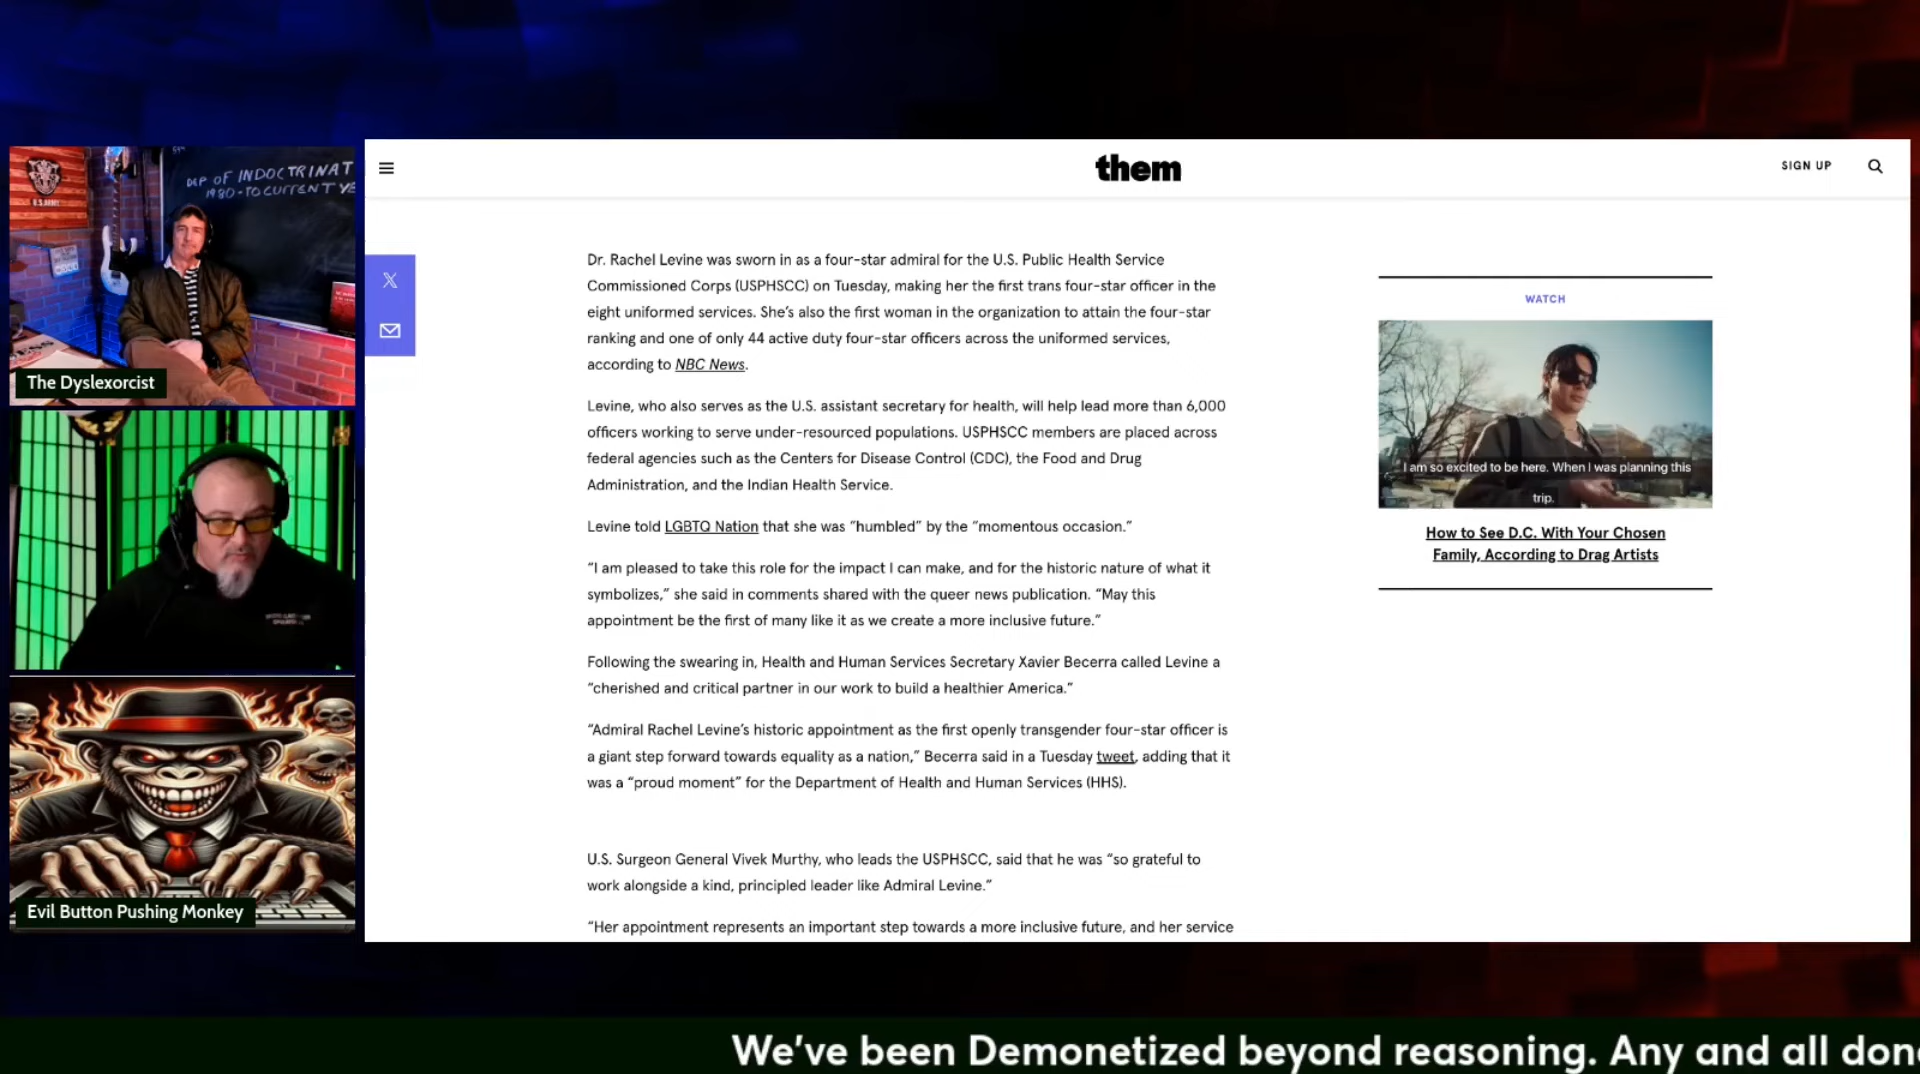 DEP OF INDOCTRINAT
1980-TO CURRENT YE
U.S. ARMY
The Dyslexorcist
Evil Button Pushing Monkey
them
SIGN UP
Dr. Rachel Levine was sworn in as a four-star admiral for the U.S. Public Health Service
Commissioned Corps (USPHSCC) on Tuesday, making her the first trans four-star officer in the
eight uniformed services. She's also the first woman in the organization to attain the four-star
ranking and one of only 44 active duty four-star officers across the uniformed services,
according to NBC News.
Levine, who also serves as the U.S. assistant secretary for health, will help lead more than 6,000
officers working to serve under-resourced populations. USPHSCC members are placed across
federal agencies such as the Centers for Disease Control (CDC), the Food and Drug
Administration, and the Indian Health Service.
Levine told LGBTQ Nation that she was “humbled” by the “momentous occasion.”
“I am pleased to take this role for the impact I can make, and for the historic nature of what it
symbolizes,” she said in comments shared with the queer news publication. “May this
appointment be the first of many like it as we create a more inclusive future.”
Following the swearing in, Health and Human Services Secretary Xavier Becerra called Levine a
“cherished and critical partner in our work to build a healthier America.”
“Admiral Rachel Levine's historic appointment as the first openly transgender four-star officer is
a giant step forward towards equality as a nation,” Becerra said in a Tuesday tweet, adding that it
was a “proud moment” for the Department of Health and Human Services (HHS).
U.S. Surgeon General Vivek Murthy, who leads the USPHSCC, said that he was “so grateful to
work alongside a kind, principled leader like Admiral Levine.”
“Her appointment represents an important step towards a more inclusive future, and her service
WATCH
I am so excited to be here. When I was planning this
trip.
How to See D.C. With Your Chosen
Family, According to Drag Artists
We've been Demonetized beyond reasoning. Any and all don